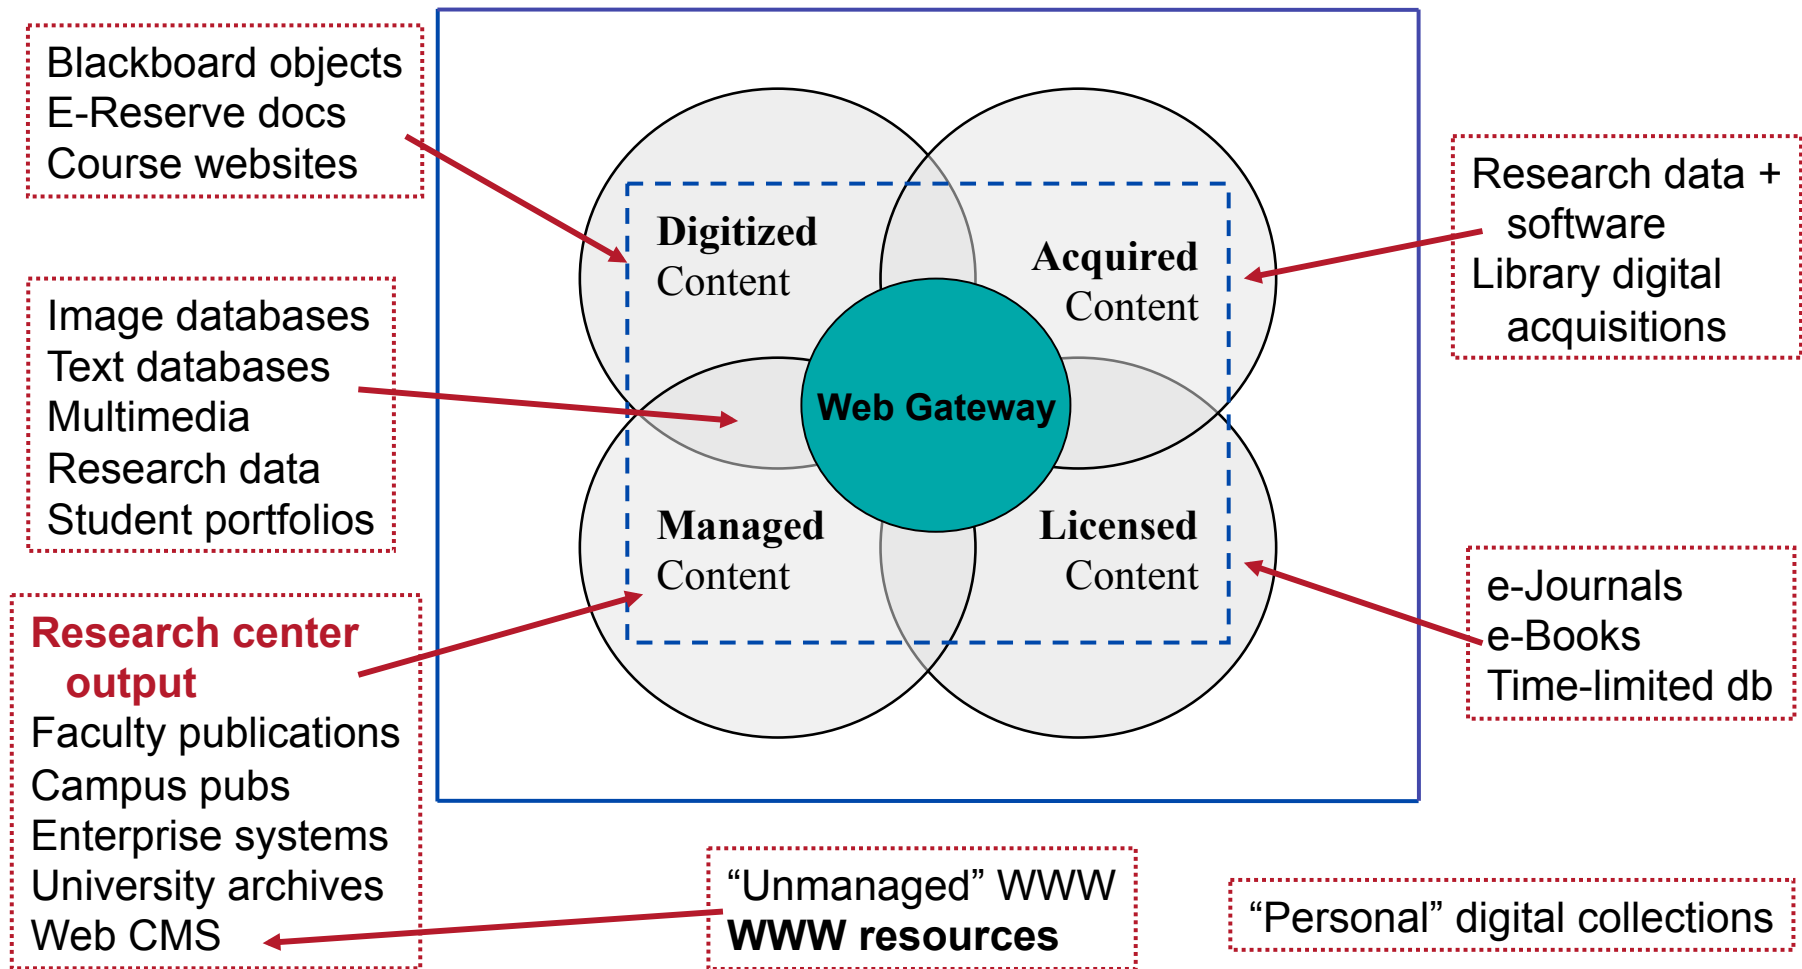 Blackboard objects
E-Reserve docs
Course websites
Image databases
Text databases
Multimedia
Research data
Student portfolios
Research center
output
Faculty publications
Campus pubs
Enterprise systems
University archives
Web CMS
Digitized
Content
Acquired
Content
Web Gateway
Managed
Content
Licensed
Content
Research data +
software
Library digital
acquisitions
e-Journals
e-Books
Time-limited db
“Unmanaged” WWW
WWW resources
“Personal” digital collections